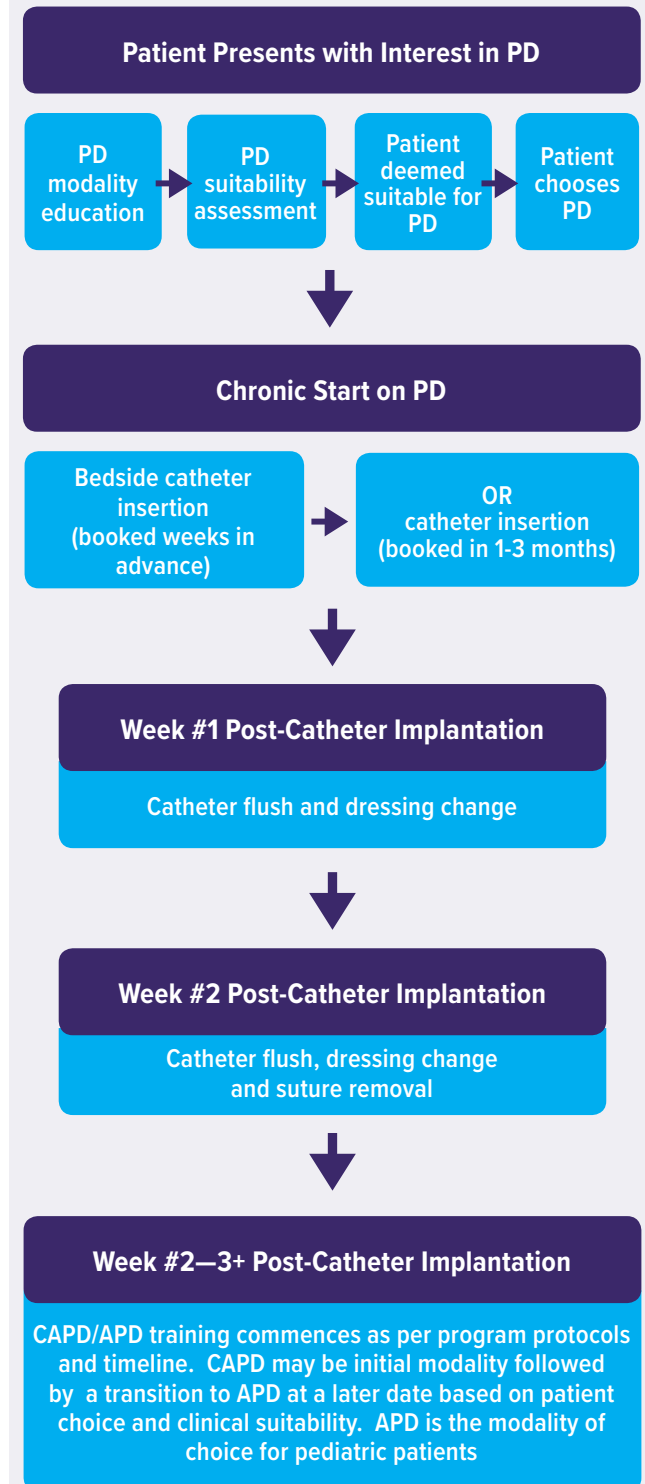 Patient Presents with Interest in PD
PD
modality
education
PD
suitability
assessment
Patient
deemed
suitable for
PD
Patient
chooses
PD
Chronic Start on PD
Bedside catheter
insertion
(booked weeks in
advance)
OR
catheter insertion
(booked in 1-3 months)
Week #1 Post-Catheter Implantation
Catheter flush and dressing change
Week #2 Post-Catheter Implantation
Catheter flush, dressing change
and suture removal
Week #2—3+ Post-Catheter Implantation
CAPD/APD training commences as per program protocols
and timeline.  CAPD may be initial modality followed
by  a transition to APD at a later date based on patient
choice and clinical suitability.  APD is the modality of
choice for pediatric patients